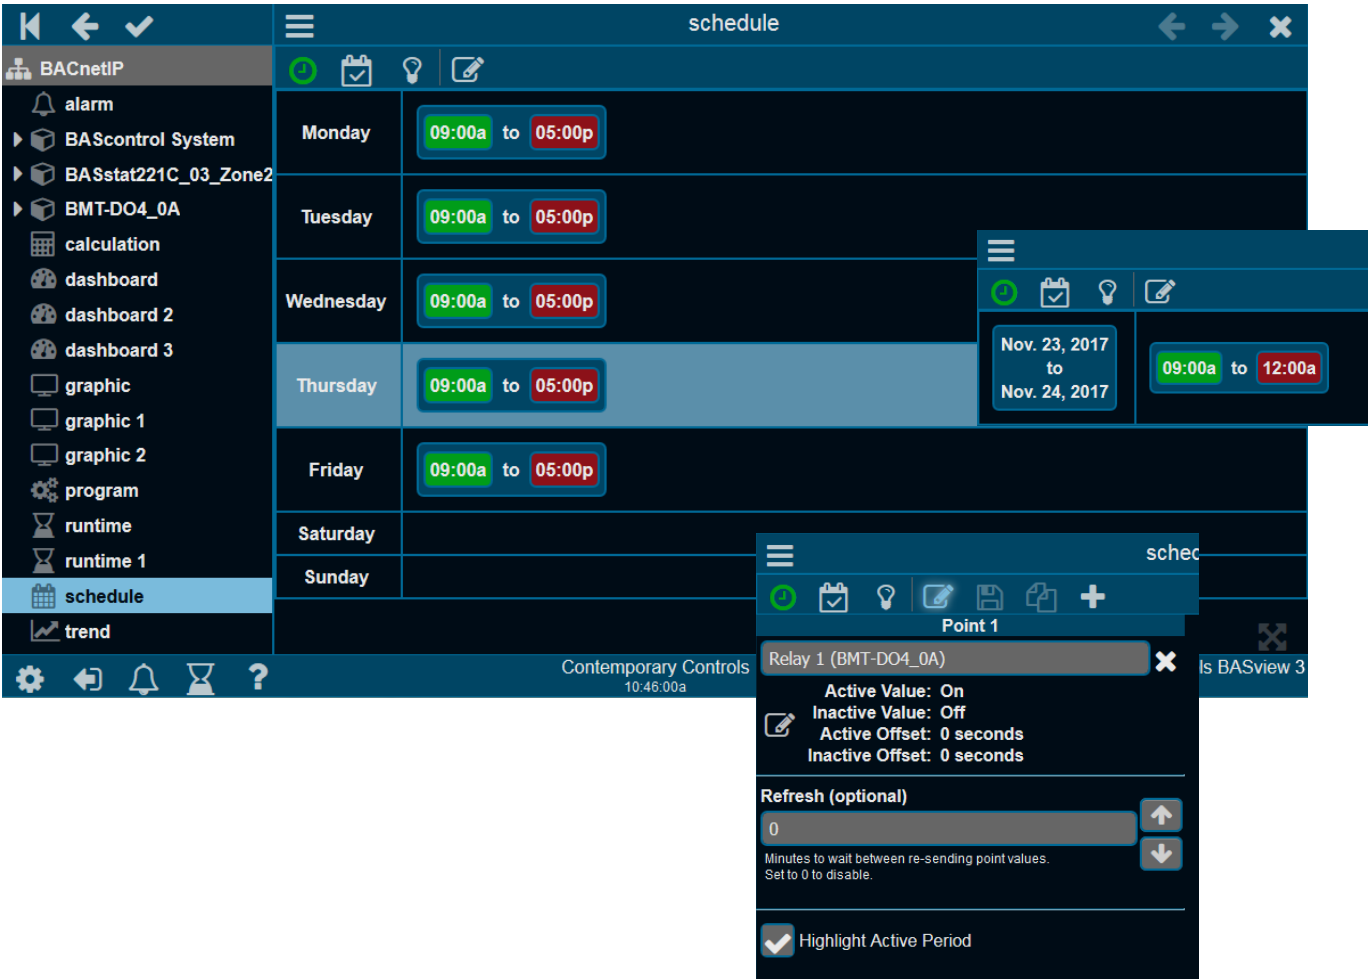 schedule
BACnetIP
alarm
BAScontrol System
BASstat221C_03_Zone2
BMT-DO4_0A
calculation
dashboard
dashboard 2
dashboard 3
graphic
graphic 1
graphic 2
program
runtime
runtime 1
schedule
trend
?
Monday 09:00a to 05:00p
Tuesday 09:00a to 05:00p
Wednesday 09:00a to 05:00p
Thursday 09:00a to 05:00p
Friday 09:00a to 05:00p
Saturday
Sunday
Contemporary Controls
10:46:00a
ls BASview 3
Nov. 23, 2017
to
Nov. 24, 2017
09:00a to 12:00a
sched
Point 1
Relay 1 (BMT-DO4_0A)
Active Value: On
Inactive Value: Off
Active Offset: 0 seconds
Inactive Offset: 0 seconds
Refresh (optional)
0
Minutes to wait between re-sending point values.
Set to 0 to disable.
Highlight Active Period